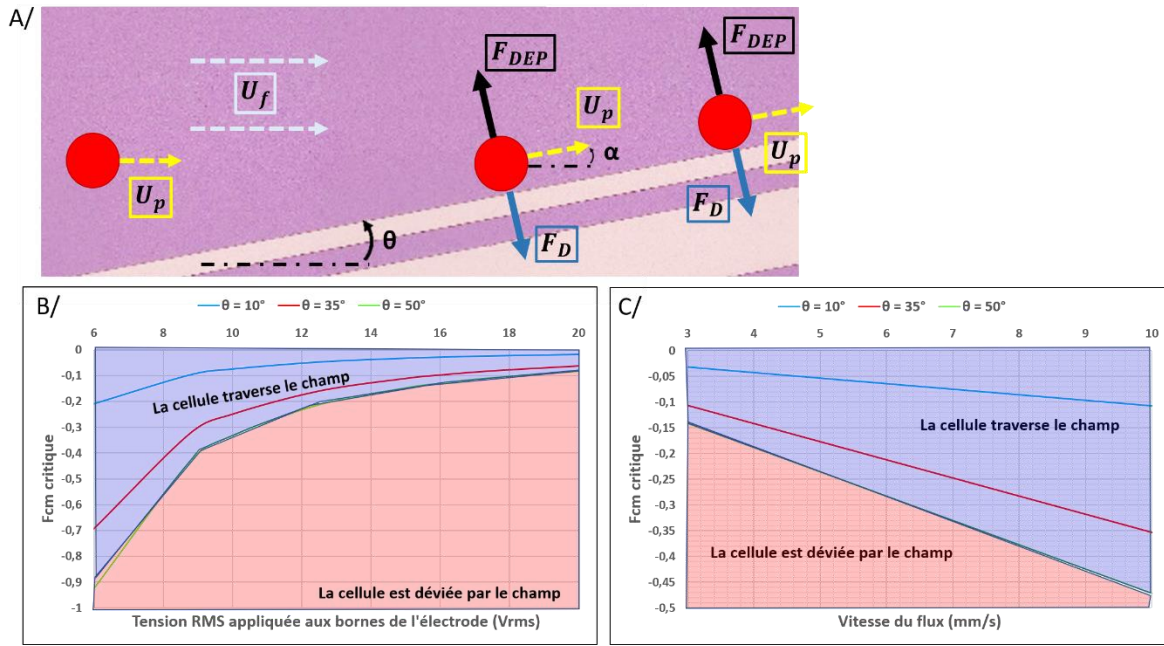 A/
F_DEP
F_DEP
U_f
U_p
U_p
α
U_p
U_p
θ
F_D
F_D
B/
θ = 10° θ = 35° θ = 50°
6 8 10 12 14 16 18 20
0
-0,1
-0,2
-0,3
-0,4
-0,5
-0,6
-0,7
-0,8
-0,9
-1
Fcm critique
La cellule traverse le champ
La cellule est déviée par le champ
Tension RMS appliquée aux bornes de l'électrode (Vrms)
C/
θ = 10° θ = 35° θ = 50°
3 4 5 6 7 8 9 10
0
-0,05
-0,1
-0,15
-0,2
-0,25
-0,3
-0,35
-0,4
-0,45
-0,5
Fcm critique
La cellule traverse le champ
La cellule est déviée par le champ
Vitesse du flux (mm/s)